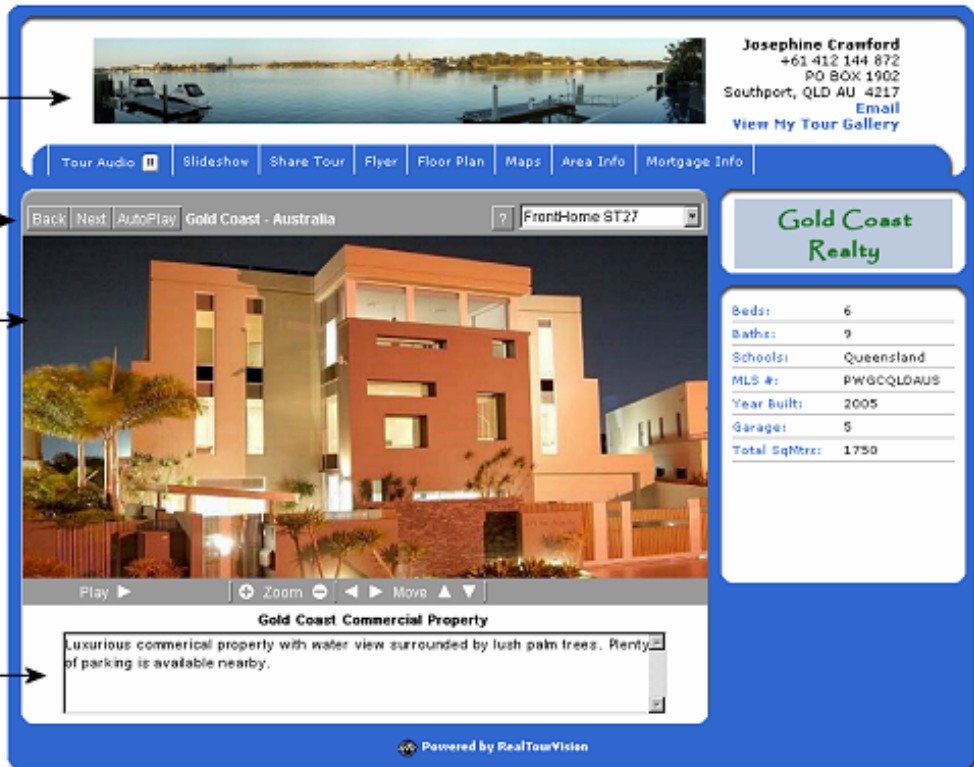 Josephine Crawford
+61 412 144 872
PO BOX 1902
Southport, QLD AU 4217
Email
View My Tour Gallery
Tour Audio
Slideshow
Share Tour
Flyer
Floor Plan
Maps
Area Info
Mortgage Info
Back Next AutoPlay Gold Coast - Australia ? FrontHome ST27
Gold Coast
Realty
Beds: 6
Baths: 9
Schools: Queensland
MLS #: PWGCQLDAUS
Year Built: 2005
Garage: 5
Total SqMtrs: 1750
Play Zoom Move
Gold Coast Commercial Property
Luxurious commerical property with water view surrounded by lush palm trees. Plenty
of parking is available nearby.
Powered by RealTourVision